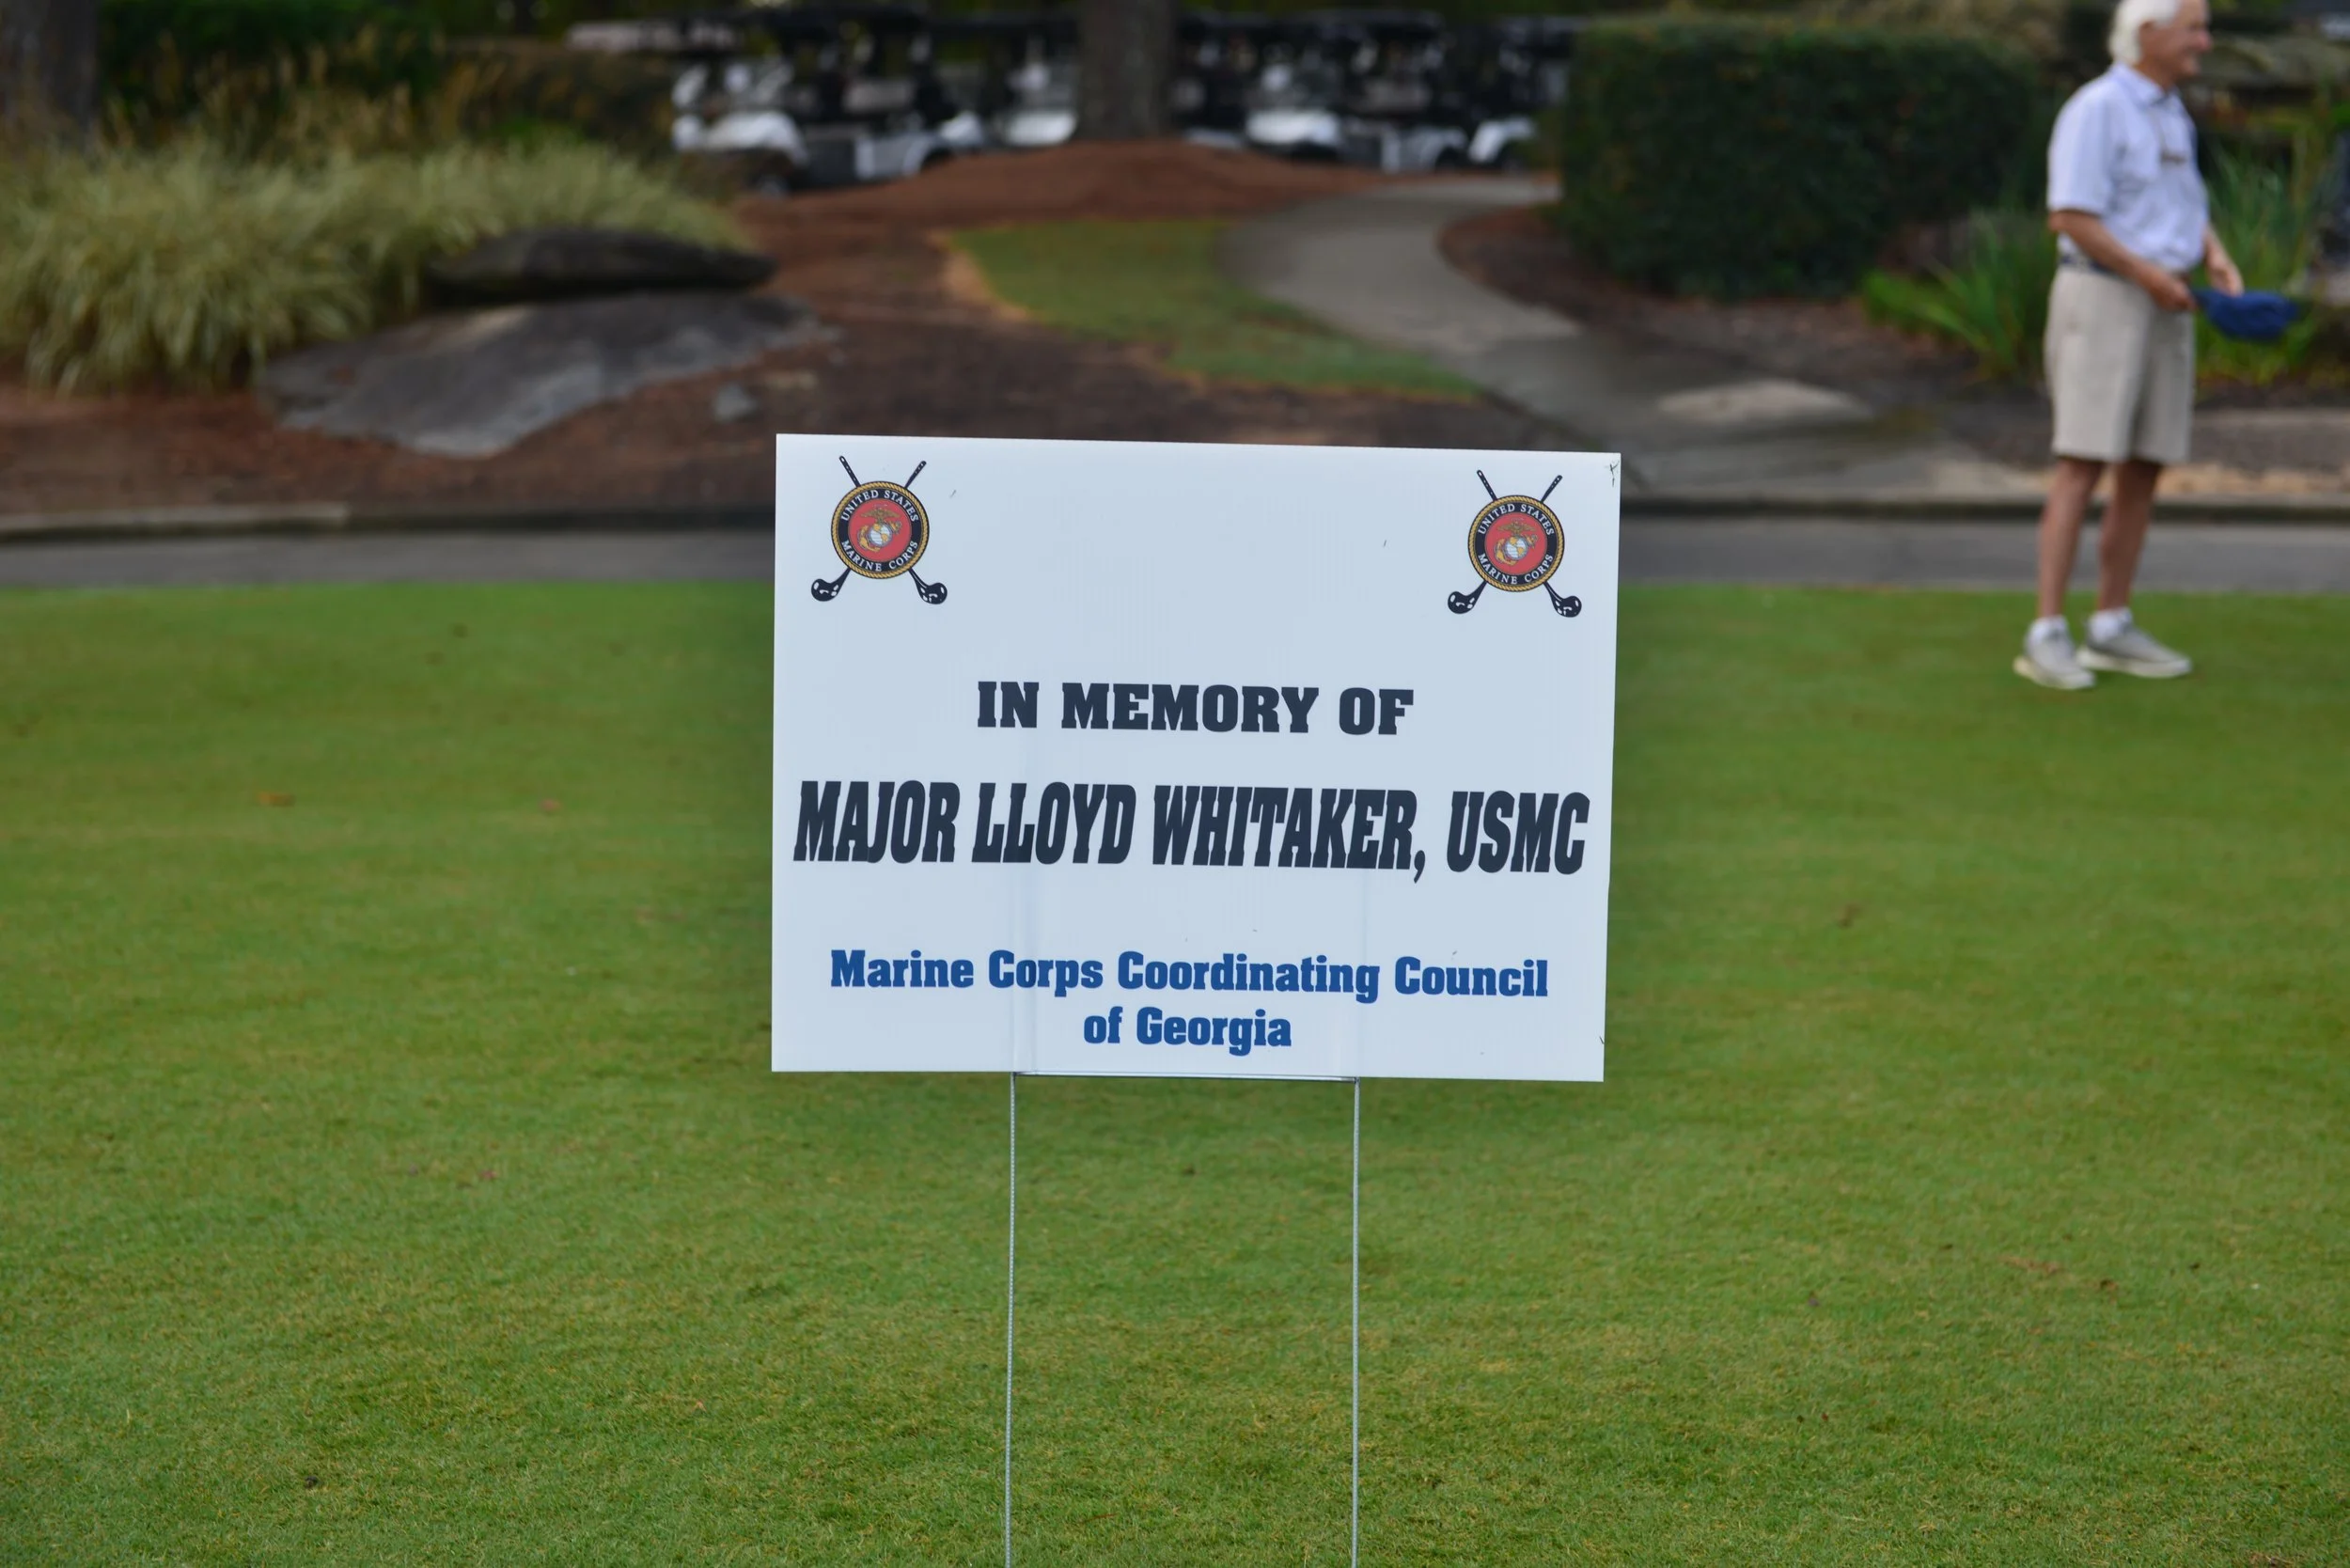 UNITED STATES
MARINE CORPS
UNITED STATES
MARINE CORPS
IN MEMORY OF
MAJOR LLOYD WHITAKER, USMC
Marine Corps Coordinating Council
of Georgia